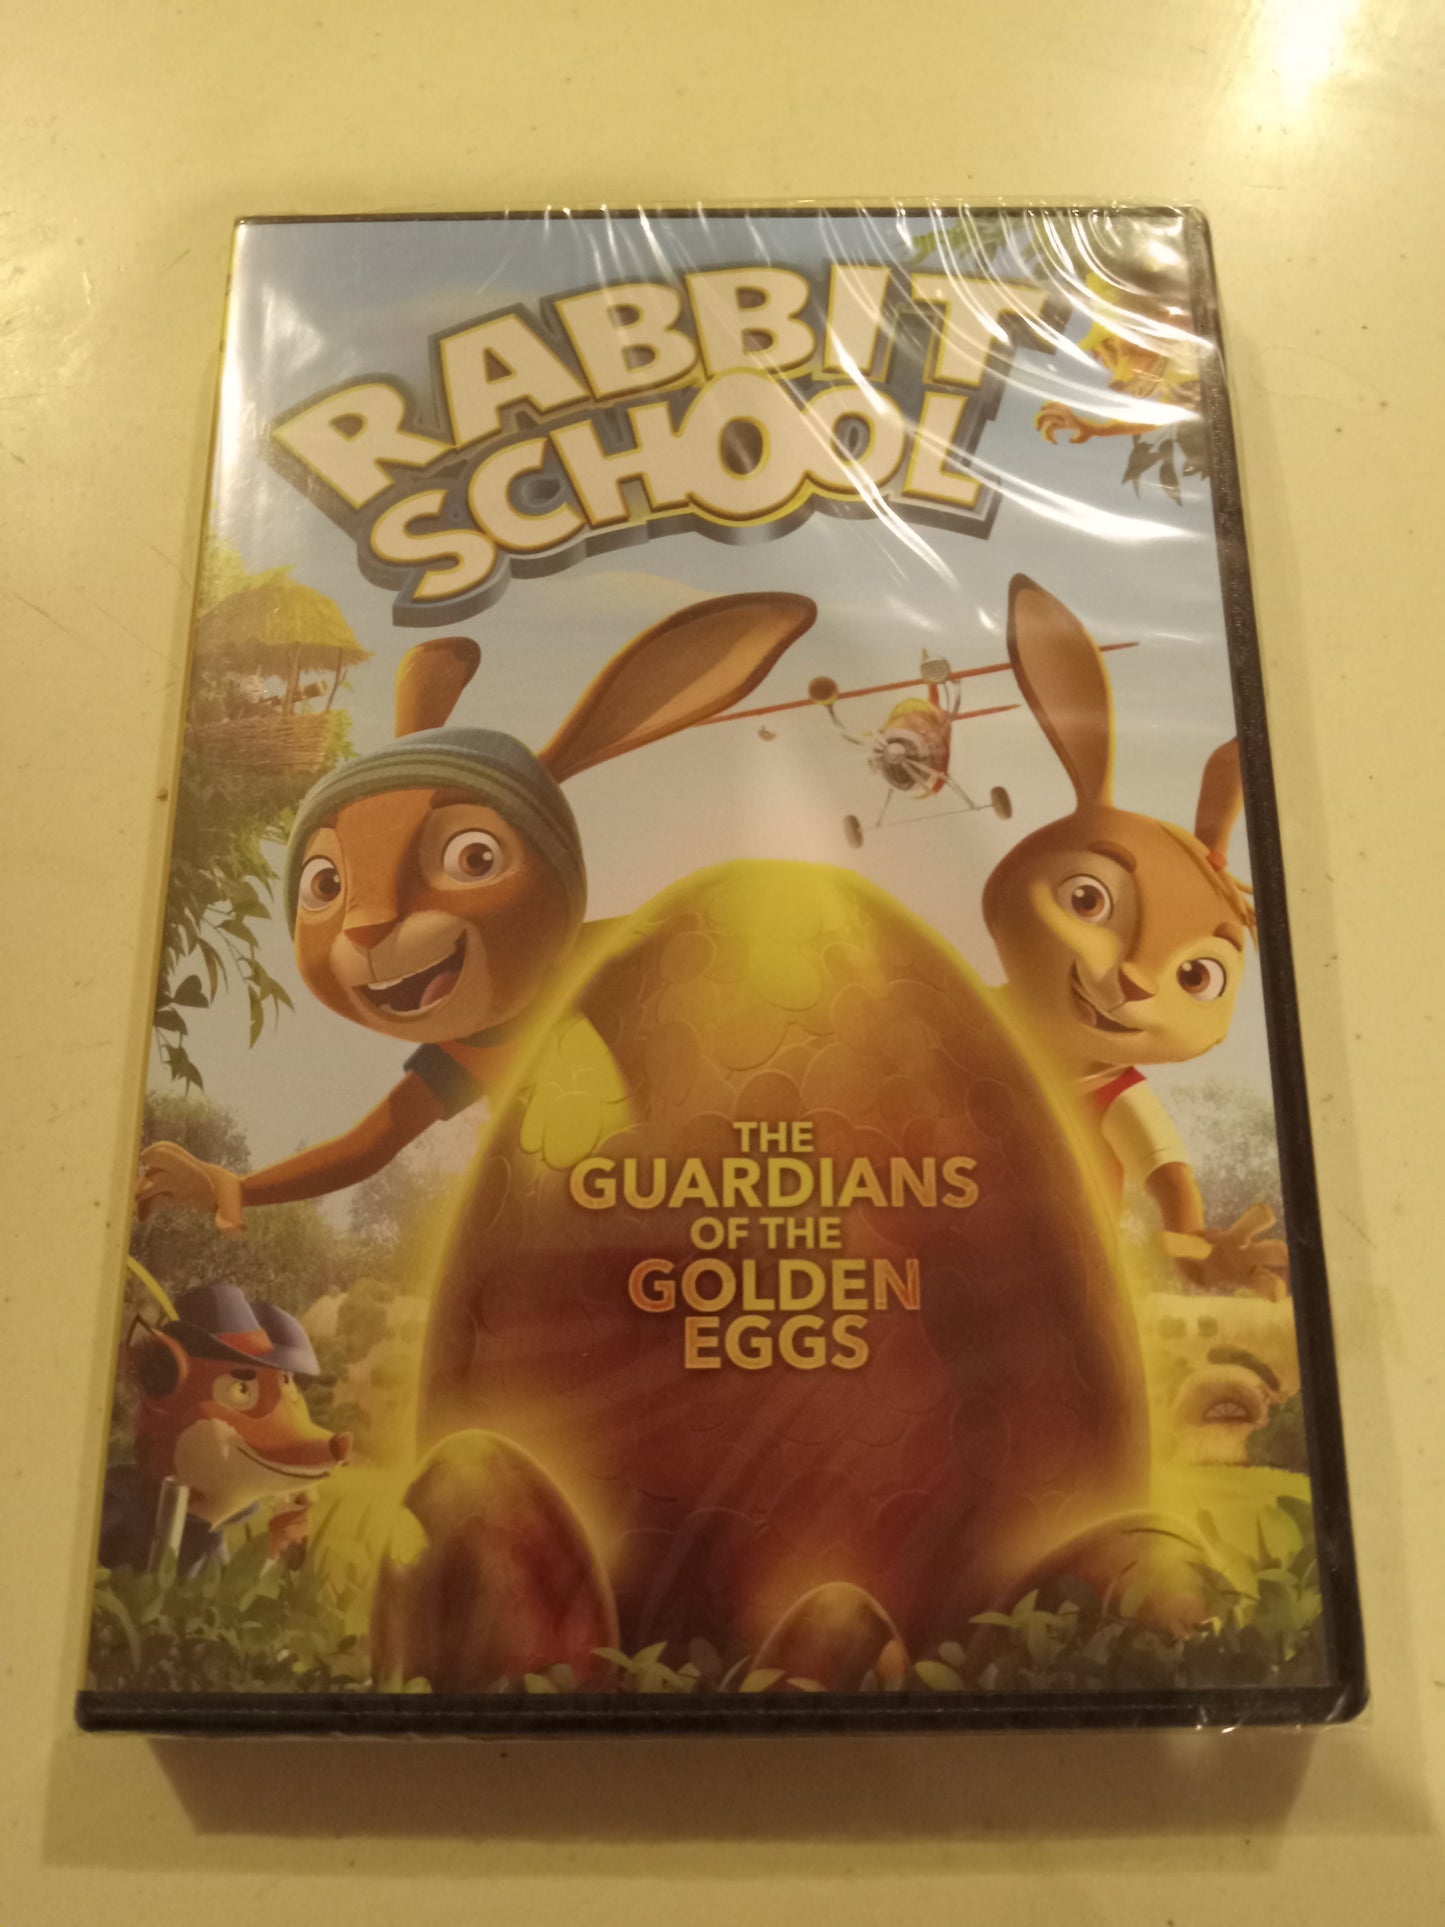 RABBIT
SCHOOL
THE
GUARDIANS
OF THE
GOLDEN
EGGS